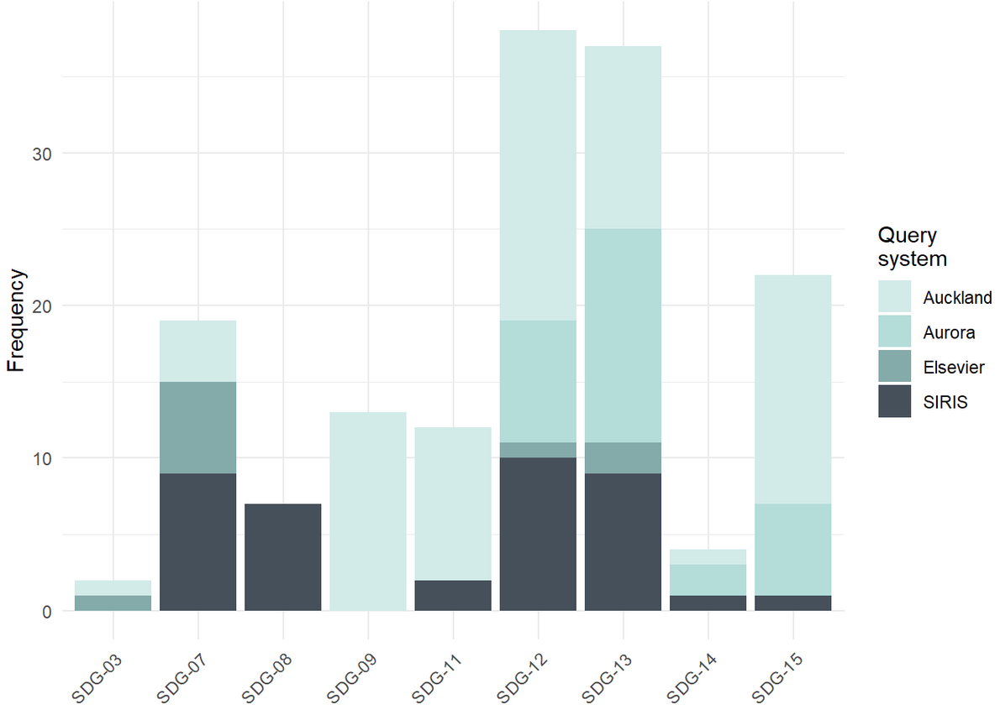 Frequency
30
20
10
0
SDG-03
SDG-07
SDG-08
SDG-09
SDG-11
SDG-12
SDG-13
SDG-14
SDG-15
Query
system
Auckland
Aurora
Elsevier
SIRIS